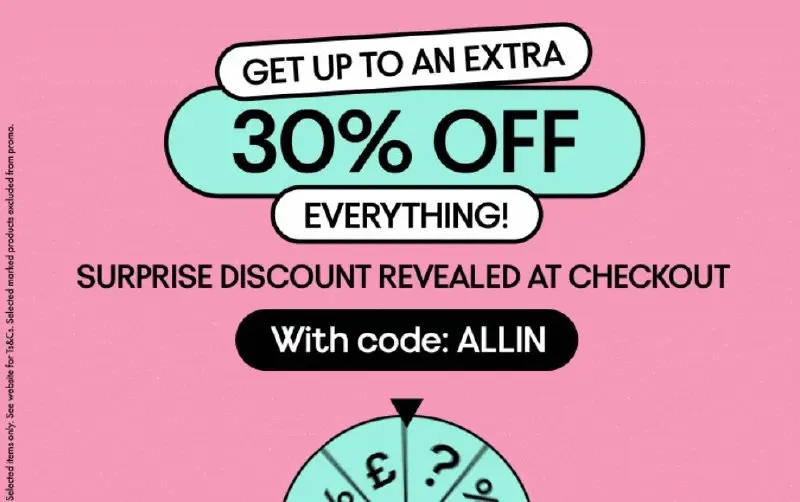 GET UP TO AN EXTRA
30% OFF
EVERYTHING!
SURPRISE DISCOUNT REVEALED AT CHECKOUT
With code: ALLIN
% £ ? %
Selected items only. See website for Ts&Cs. Selected marked products excluded from promo.